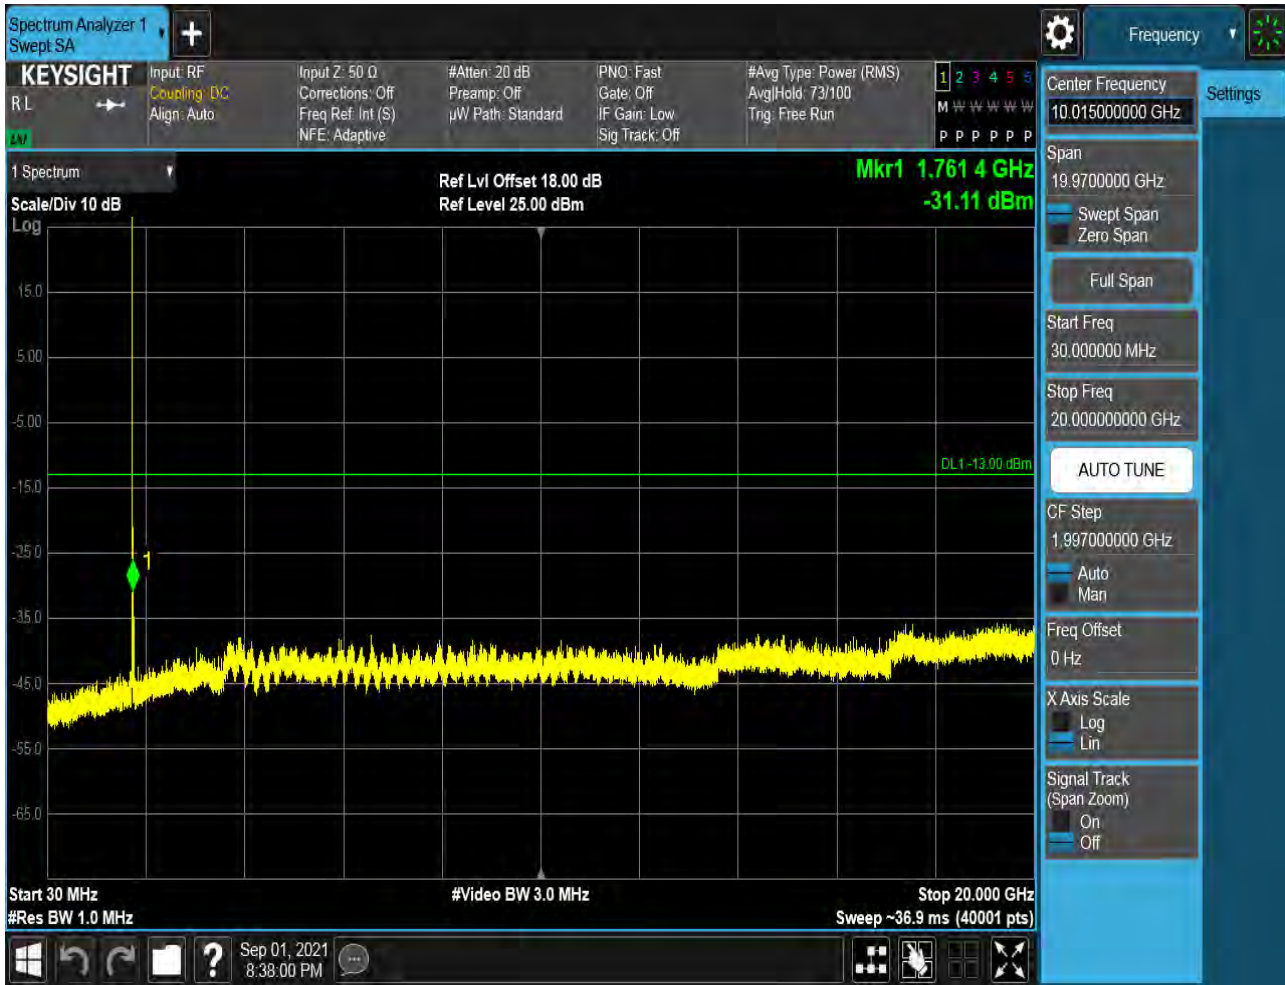 Spectrum Analyzer 1
Swept SA
Frequency
KEYSIGHT
R L
LNI
Input: RF
Coupling: DC
Align: Auto
Input Z: 50 Ω
Corrections: Off
Freq Ref: Int (S)
NFE: Adaptive
#Atten: 20 dB
Preamp: Off
µW Path: Standard
PNO: Fast
Gate: Off
IF Gain: Low
Sig Track: Off
#Avg Type: Power (RMS)
Avg|Hold: 73/100
Trig: Free Run
1 2 3 4 5 6
M W W W W W
P P P P P P
Center Frequency
10.015000000 GHz
Settings
Span
19.9700000 GHz
Swept Span
Zero Span
Full Span
Start Freq
30.000000 MHz
Stop Freq
20.000000000 GHz
AUTO TUNE
CF Step
1.997000000 GHz
Auto
Man
Freq Offset
0 Hz
X Axis Scale
Log
Lin
Signal Track
(Span Zoom)
On
Off
1 Spectrum
Scale/Div 10 dB
Log
Ref Lvl Offset 18.00 dB
Ref Level 25.00 dBm
Mkr1 1.761 4 GHz
-31.11 dBm
15.0
5.00
-5.00
DL1 -13.00 dBm
-15.0
-25.0
1
-35.0
-45.0
-55.0
-65.0
Start 30 MHz
#Video BW 3.0 MHz
Stop 20.000 GHz
#Res BW 1.0 MHz
Sweep ~36.9 ms (40001 pts)
?
Sep 01, 2021
8:38:00 PM